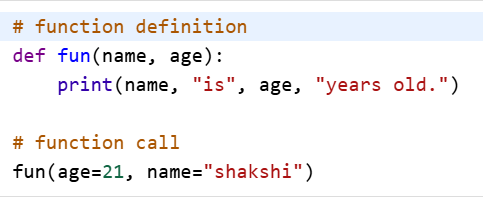 # function definition
def fun(name, age):
    print(name, "is", age, "years old.")

# function call
fun(age=21, name="shakshi")